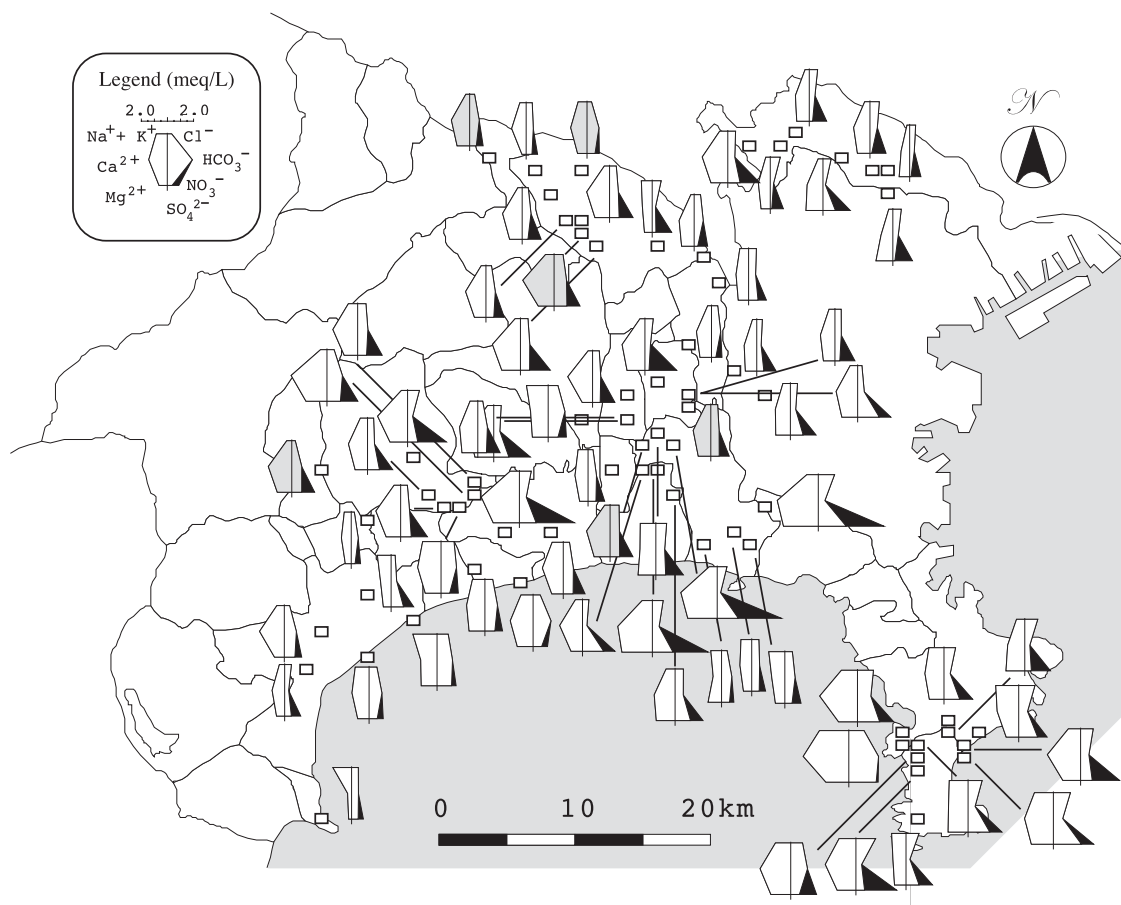 Legend (meq/L)
2.0 2.0
Na⁺+ K⁺ Cl⁻
Ca²⁺ HCO₃⁻
Mg²⁺ NO₃⁻
SO₄²⁻
N
0 10 20km